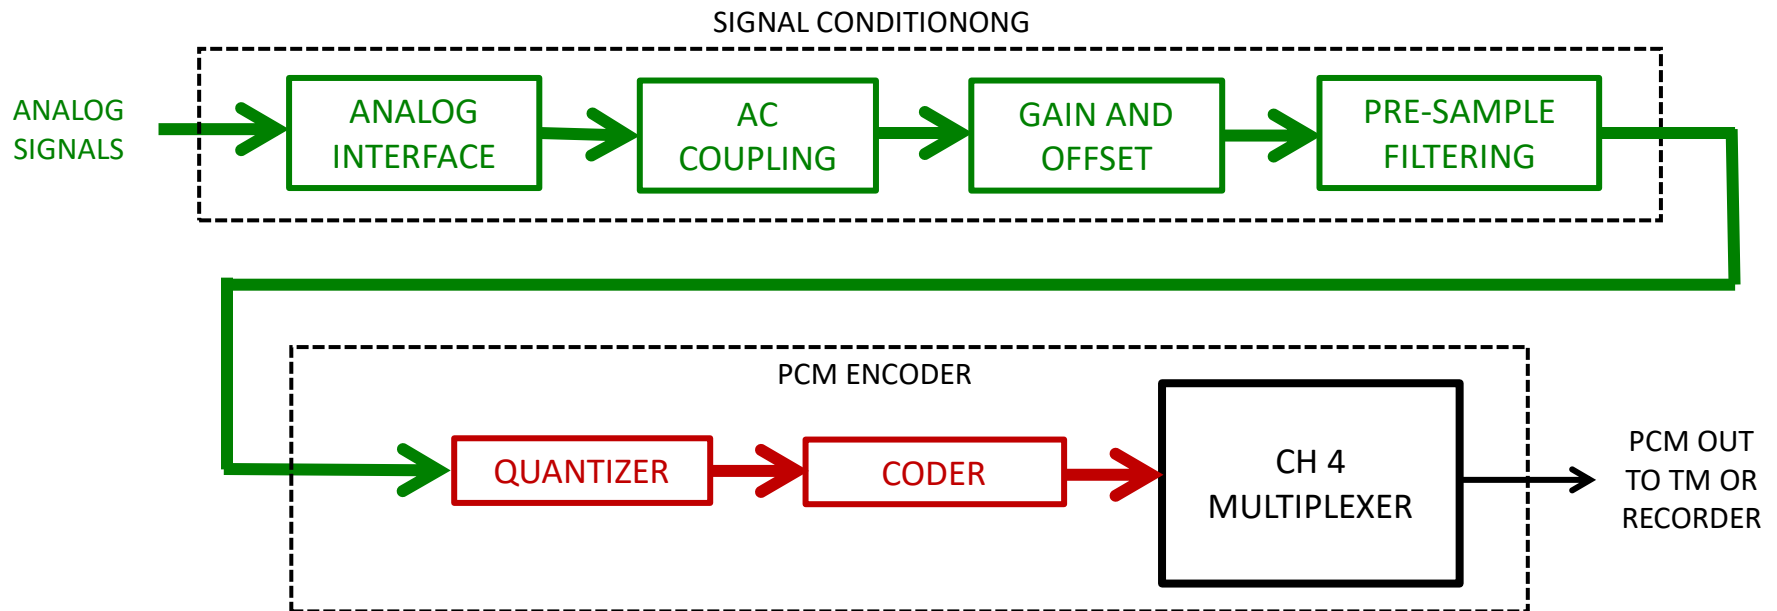 SIGNAL CONDITIONONG
ANALOG
SIGNALS
ANALOG
INTERFACE
AC
COUPLING
GAIN AND
OFFSET
PRE-SAMPLE
FILTERING
PCM ENCODER
QUANTIZER
CODER
CH 4
MULTIPLEXER
PCM OUT
TO TM OR
RECORDER